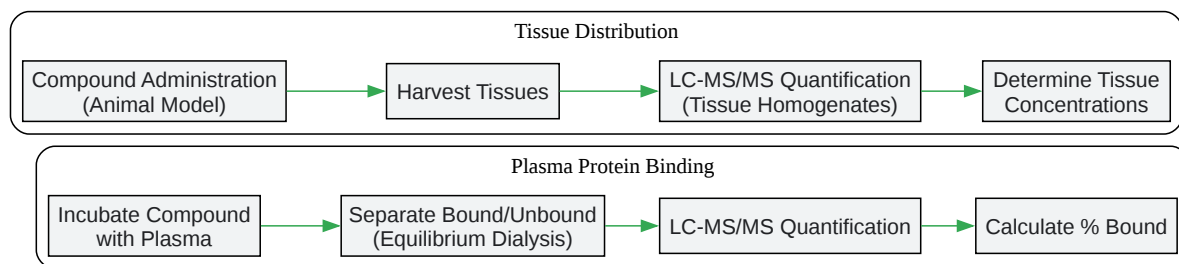 Tissue Distribution
Compound Administration
(Animal Model)
Harvest Tissues
LC-MS/MS Quantification
(Tissue Homogenates)
Determine Tissue
Concentrations
Plasma Protein Binding
Incubate Compound
with Plasma
Separate Bound/Unbound
(Equilibrium Dialysis)
LC-MS/MS Quantification
Calculate % Bound